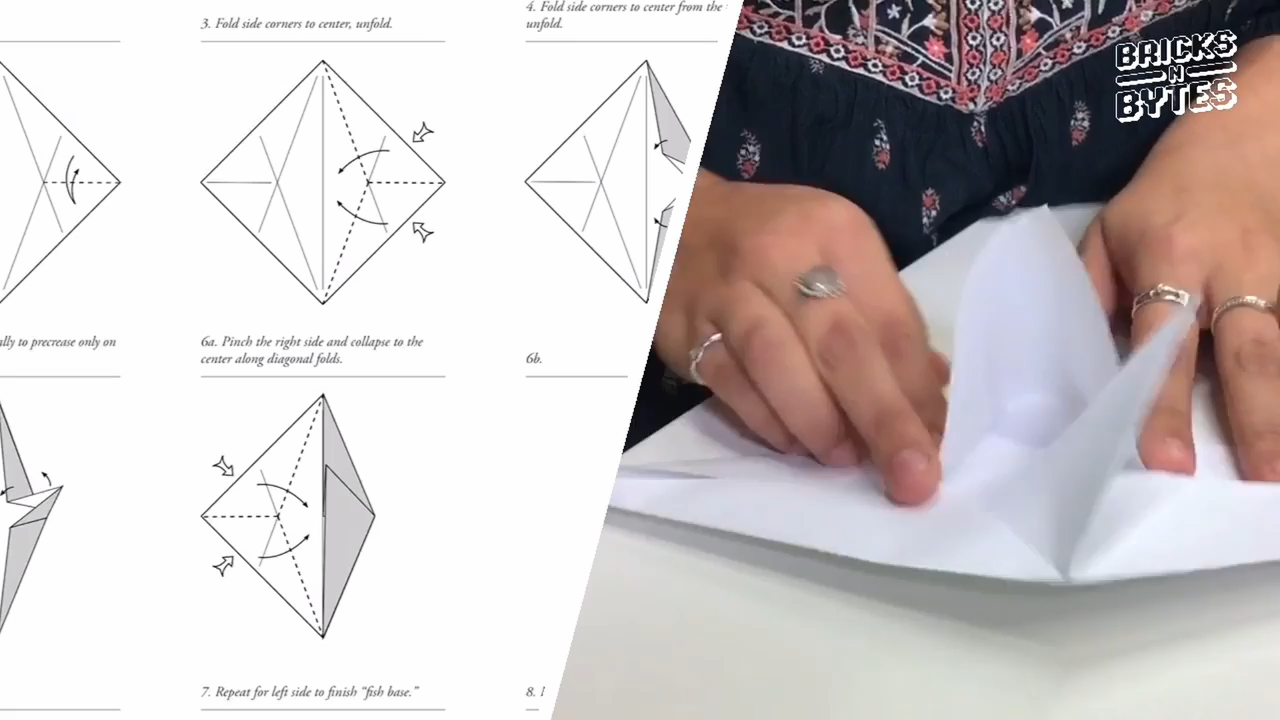 3. Fold side corners to center, unfold.
4. Fold side corners to center from the
unfold.
BRICKS
N
BYTES
to precrease only on
6a. Pinch the right side and collapse to the
center along diagonal folds.
6b.
7. Repeat for left side to finish “fish base.”
8.